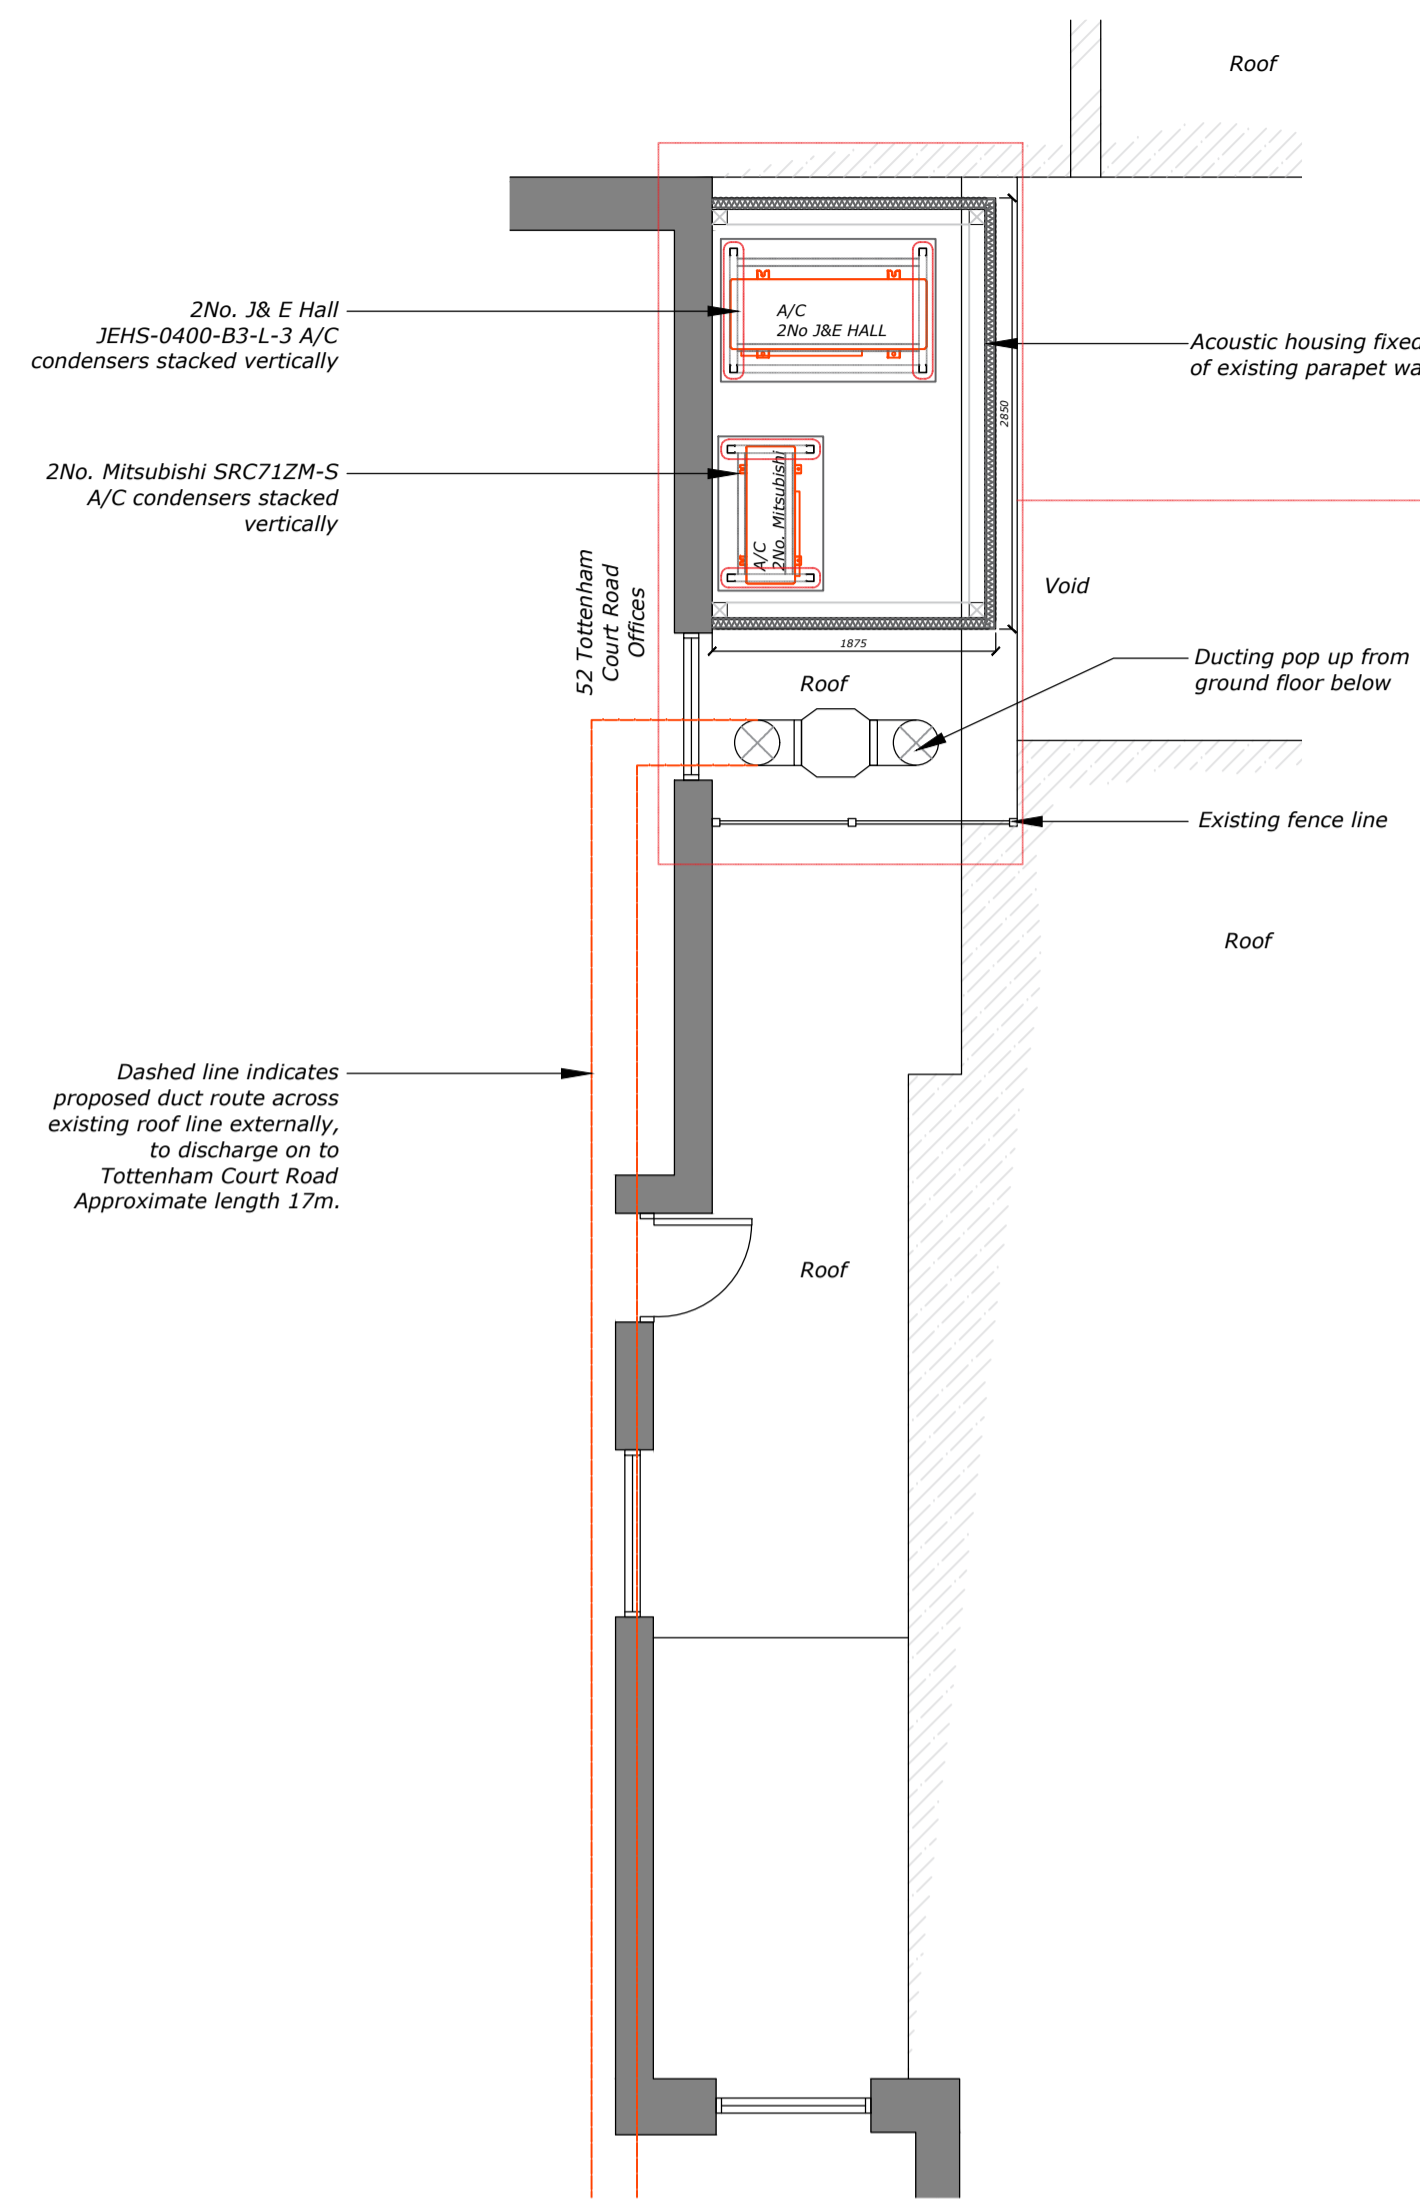 Roof
2No. J& E Hall
JEHS-0400-B3-L-3 A/C
condensers stacked vertically
A/C
2No J&E HALL
Acoustic housing fixed
of existing parapet
2850
2No. Mitsubishi SRC71ZM-S
A/C condensers stacked
vertically
A/C
2No. Mitsubishi
52 Tottenham
Court Road
Offices
Void
1875
Roof
Ducting pop up from
ground floor below
Existing fence line
Roof
Dashed line indicates
proposed duct route across
existing roof line externally,
to discharge on to
Tottenham Court Road
Approximate length 17m.
Roof